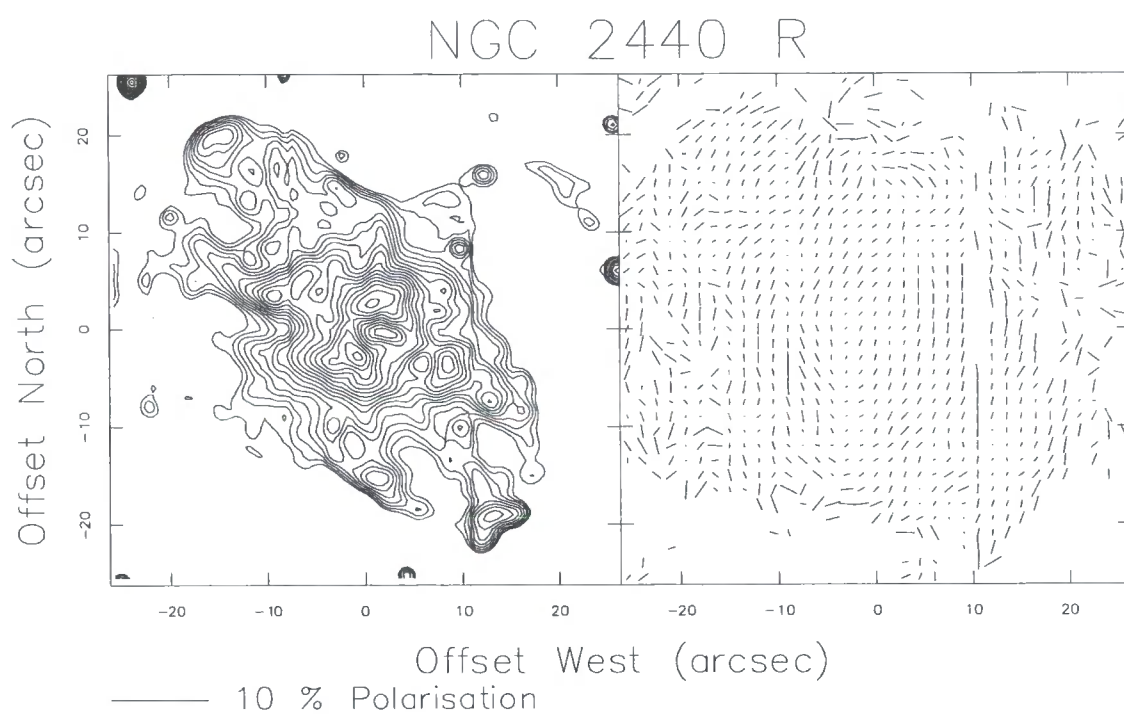 NGC 2440 R
Offset North (arcsec)
20
10
0
-10
-20
-20 -10 0 10 20
-20 -10 0 10 20
Offset West (arcsec)
10 % Polarisation